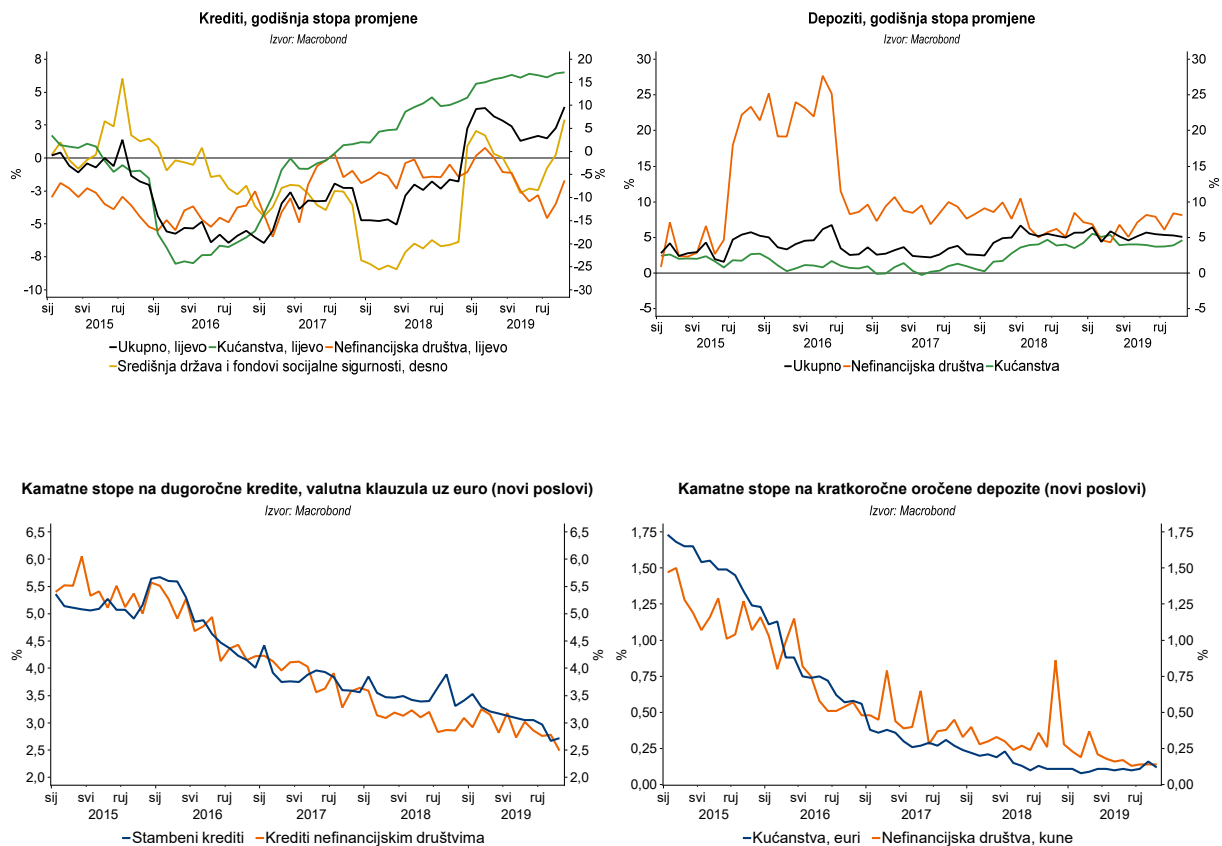 Krediti, godišnja stopa promjene
Izvor: Macrobond
8 5 3 0 -3 -5 -8 -10
%
20 15 10 5 0 -5 -10 -15 -20 -25 -30
%
sij svi ruj sij svi ruj sij svi ruj sij svi ruj sij svi ruj
2015 2016 2017 2018 2019
Ukupno, lijevo Kućanstva, lijevo Nefinancijska društva, lijevo
Središnja država i fondovi socijalne sigurnosti, desno
Depoziti, godišnja stopa promjene
Izvor: Macrobond
30 25 20 15 10 5 0 -5
%
30 25 20 15 10 5 0 -5
%
sij svi ruj sij svi ruj sij svi ruj sij svi ruj sij svi ruj
2015 2016 2017 2018 2019
Ukupno Nefinancijska društva Kućanstva
Kamatne stope na dugoročne kredite, valutna klauzula uz euro (novi poslovi)
Izvor: Macrobond
6,5 6,0 5,5 5,0 4,5 4,0 3,5 3,0 2,5 2,0
%
6,5 6,0 5,5 5,0 4,5 4,0 3,5 3,0 2,5 2,0
%
sij svi ruj sij svi ruj sij svi ruj sij svi ruj sij svi ruj
2015 2016 2017 2018 2019
Stambeni krediti Krediti nefinancijskim društvima
Kamatne stope na kratkoročne oročene depozite (novi poslovi)
Izvor: Macrobond
1,75 1,50 1,25 1,00 0,75 0,50 0,25 0,00
%
1,75 1,50 1,25 1,00 0,75 0,50 0,25 0,00
%
sij svi ruj sij svi ruj sij svi ruj sij svi ruj sij svi ruj
2015 2016 2017 2018 2019
Kućanstva, euri Nefinancijska društva, kune